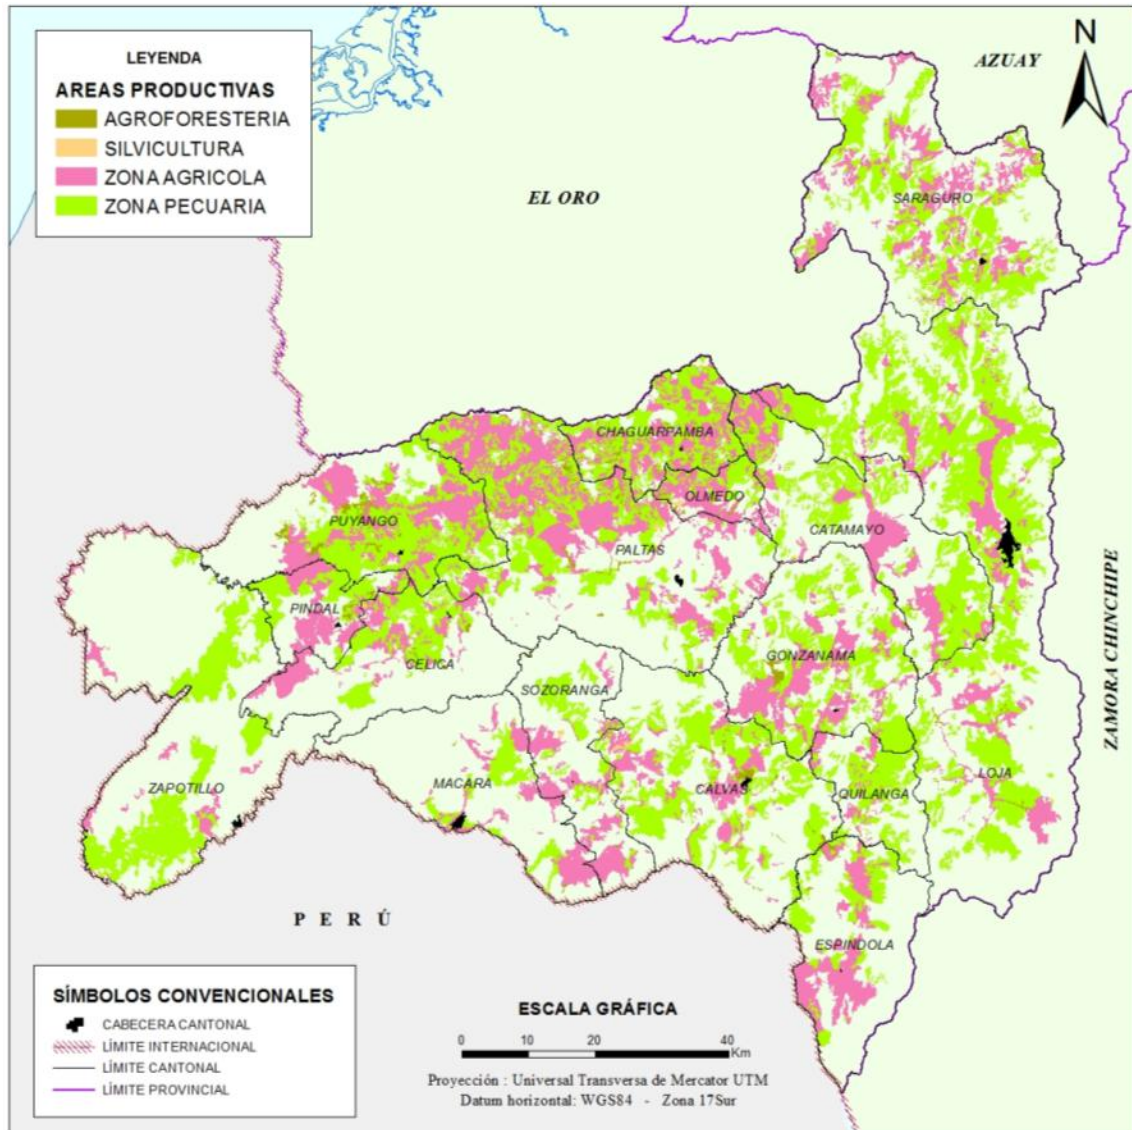 LEYENDA
AREAS PRODUCTIVAS
AGROFORESTERIA
SILVICULTURA
ZONA AGRICOLA
ZONA PECUARIA
N
AZUAY
EL ORO
SARAGURO
CHAGUARPAMBA
OLMEDO
PUYANGO
CATAMAYO
PALTAS
ZAMORA CHINCHIPE
PINDAL
CELICA
GONZANAMA
SOZORANGA
ZAPOTILLO
MACARA
CALVAS
QUILANGA
LOJA
PERÚ
ESPINDOLA
SÍMBOLOS CONVENCIONALES
CABECERA CANTONAL
LÍMITE INTERNACIONAL
LÍMITE CANTONAL
LÍMITE PROVINCIAL
ESCALA GRÁFICA
0 10 20 40
Km
Proyección : Universal Transversa de Mercator UTM
Datum horizontal: WGS84 - Zona 17Sur